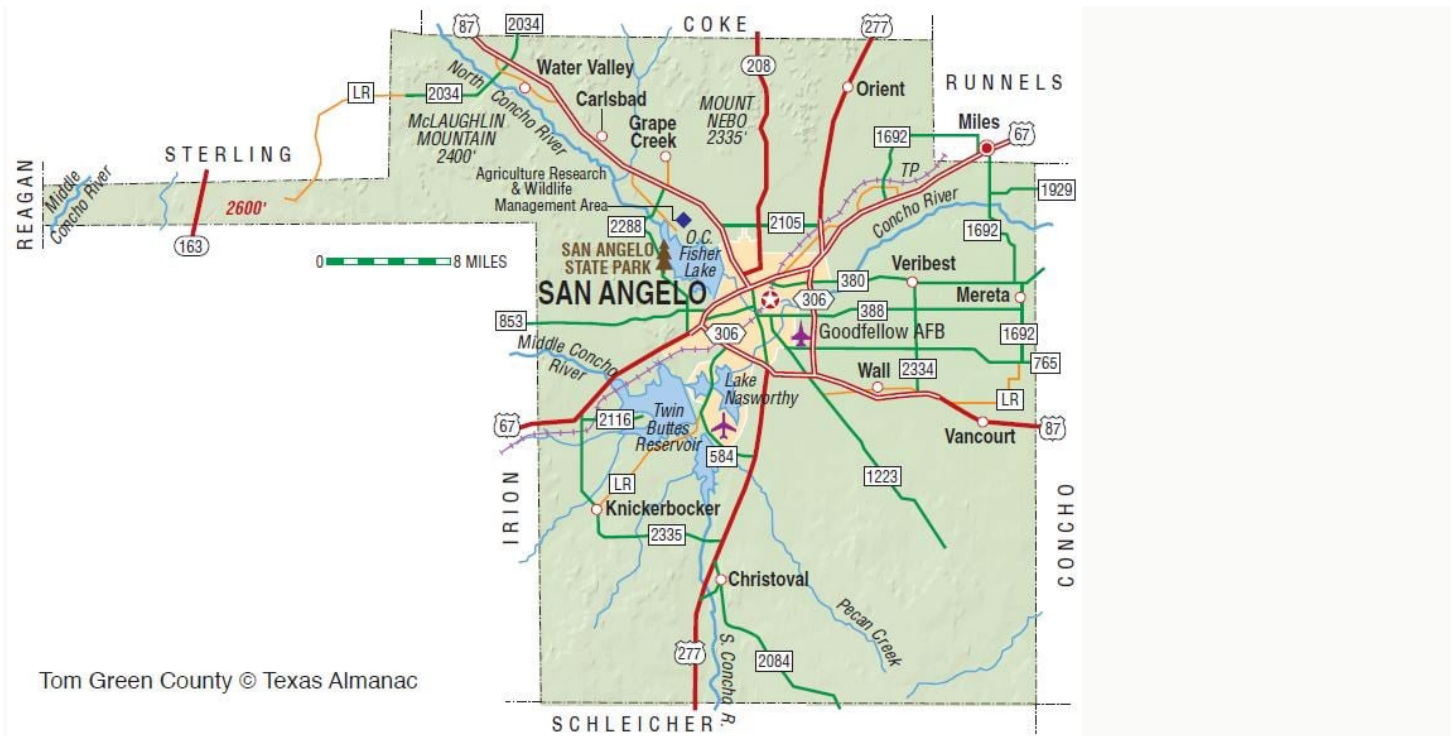 COKE
87
2034
277
208
Water Valley
North Concho River
Orient
RUNNELS
LR
2034
Carlsbad
MOUNT
NEBO
2335'
Miles
67
McLAUGHLIN
MOUNTAIN
2400'
Grape
Creek
1692
STERLING
TP
REAGAN
Middle
Concho River
2600'
163
Agriculture Research
& Wildlife
Management Area
1929
Concho River
2288
2105
1692
O.C.
Fisher
Lake
SAN ANGELO
STATE PARK
0 8 MILES
Veribest
380
SAN ANGELO
306
Mereta
388
853
306
Goodfellow AFB
1692
Middle Concho
River
765
Wall
2334
Lake
Nasworthy
LR
67
2116
Twin
Buttes
Reservoir
Vancourt
87
584
1223
LR
IRION
Knickerbocker
CONCHO
2335
Christoval
Pecan Creek
277
S. Concho R.
2084
Tom Green County © Texas Almanac
SCHLEICHER